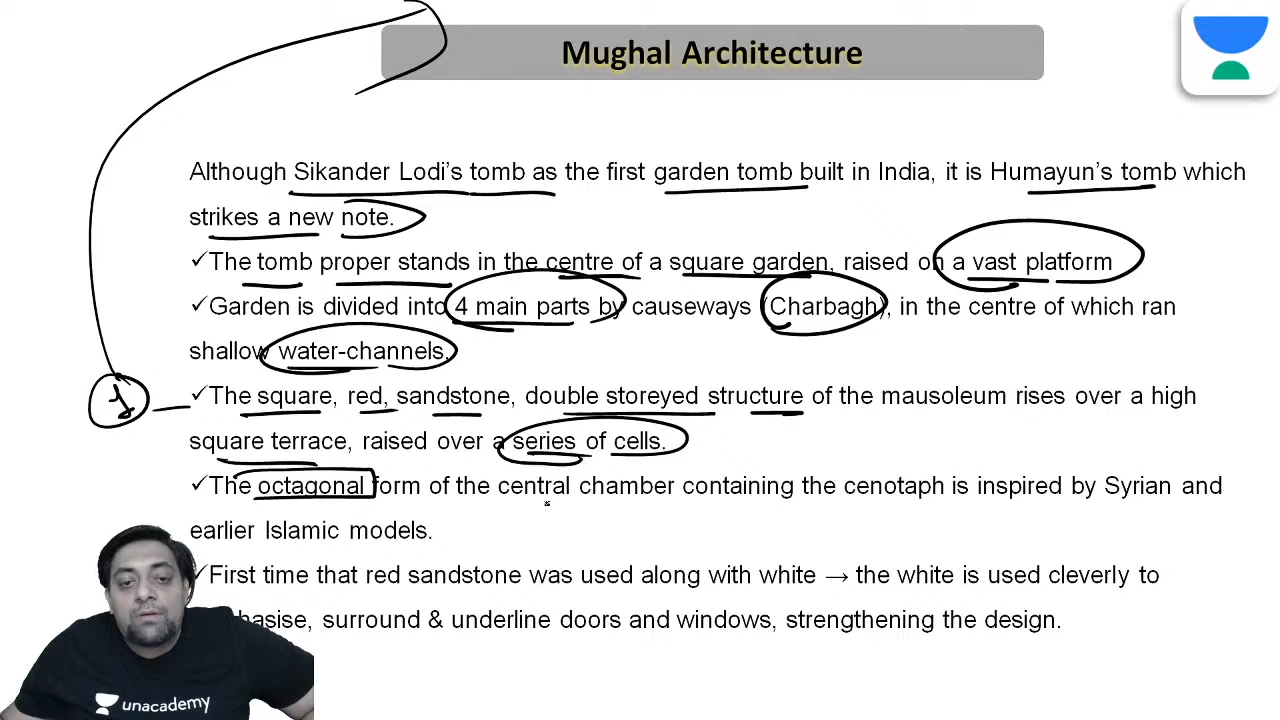 Mughal Architecture
Although Sikander Lodi's tomb as the first garden tomb built in India, it is Humayun's tomb which
strikes a new note.
✓The tomb proper stands in the centre of a square garden, raised on a vast platform
✓Garden is divided into 4 main parts by causeways (Charbagh), in the centre of which ran
shallow water-channels.
✓The square, red, sandstone, double storeyed structure of the mausoleum rises over a high
square terrace, raised over a series of cells.
✓The octagonal form of the central chamber containing the cenotaph is inspired by Syrian and
earlier Islamic models.
✓First time that red sandstone was used along with white → the white is used cleverly to
hasise, surround & underline doors and windows, strengthening the design.
unacademy